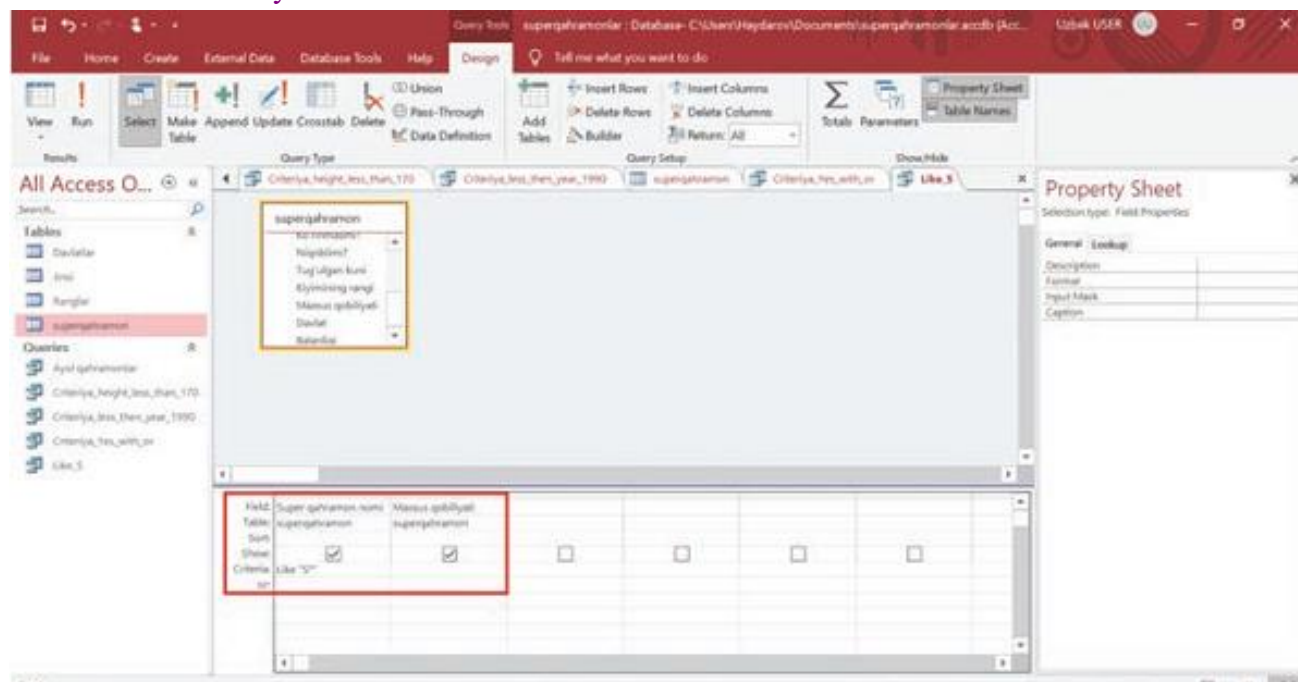 Query Tools superqahramonlar : Database- C:\Users\Haydarov\Documents\superqahramonlar.accdb (Acc... Uzbek USER
File Home Create External Data Database Tools Help Design Tell me what you want to do
View Run Select Make Table Append Update Crosstab Delete
Union
Pass-Through
Data Definition
Add Tables
Insert Rows
Delete Rows
Builder
Insert Columns
Delete Columns
Return: All
Totals Parameters
Property Sheet
Table Names
Results Query Type Query Setup Show/Hide
All Access O...
Search..
Tables
Davlatlar
Jinsi
Ranglar
superqahramon
Queries
Ayol qahramonlar
Criteriya_height_less_than_170
Criteriya_less_then_year_1990
Criteriya_Yes_with_or
Like_S
Criteriya_height_less_than_170 Criteriya_less_then_year_1990 superqahramon Criteriya_Yes_with_or Like_S
superqahramon
Tug'ulgan kuni
Kiyimining rangi
Maxsus qobiliyati
Davlat
Property Sheet
Selection type: Field Properties
General Lookup
Description
Format
Input Mask
Caption
Field: Super qahramon nomi Maxsus qobiliyati
Table: superqahramon superqahramon
Sort:
Show:
Criteria: Like "S*"
or: